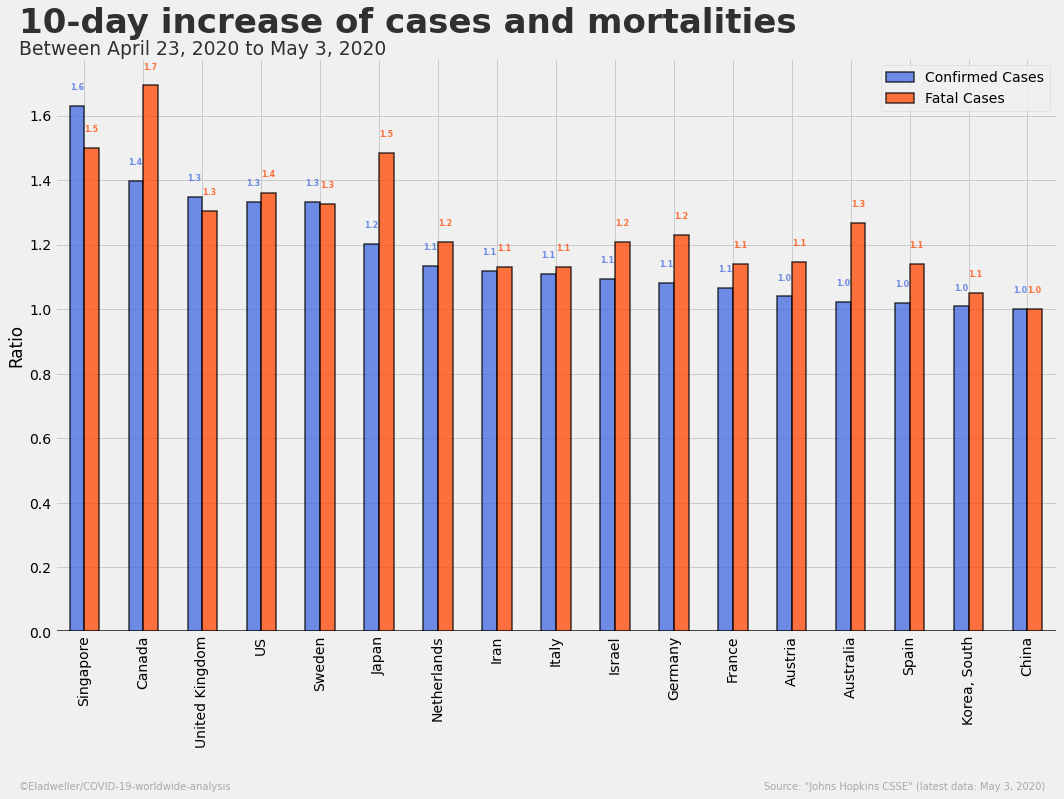 10-day increase of cases and mortalities
Between April 23, 2020 to May 3, 2020
Confirmed Cases
Fatal Cases
Ratio
1.6
1.4
1.2
1.0
0.8
0.6
0.4
0.2
0.0
1.6 1.5 1.4 1.7 1.3 1.3 1.3 1.4 1.3 1.3 1.2 1.5 1.1 1.2 1.1 1.1 1.1 1.1 1.1 1.2 1.1 1.2 1.1 1.1 1.0 1.1 1.0 1.3 1.0 1.1 1.0 1.1 1.0 1.0
Singapore
Canada
United Kingdom
US
Sweden
Japan
Netherlands
Iran
Italy
Israel
Germany
France
Austria
Australia
Spain
Korea, South
China
©Eladweller/COVID-19-worldwide-analysis
Source: "Johns Hopkins CSSE" (latest data: May 3, 2020)